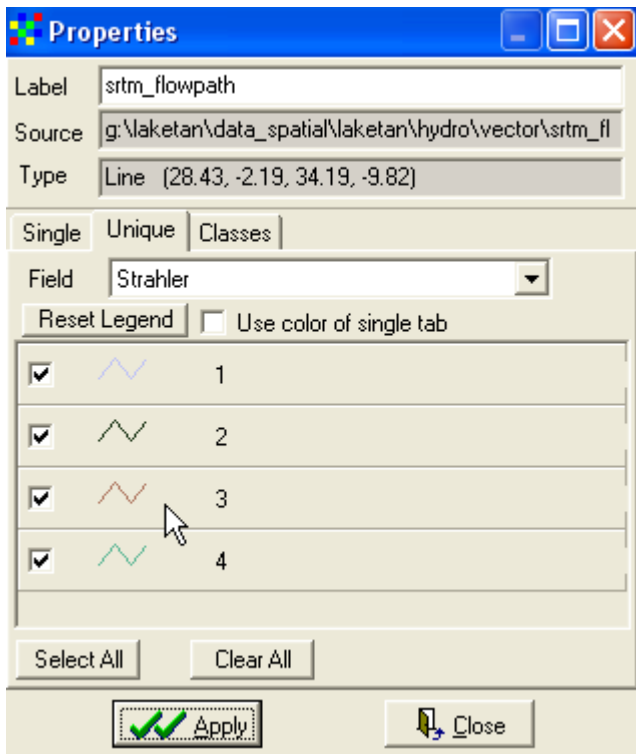 Properties
Label srtm_flowpath
Source g:\laketan\data_spatial\laketan\hydro\vector\srtm_fl
Type Line (28.43, -2.19, 34.19, -9.82)
Single Unique Classes
Field Strahler
Reset Legend Use color of single tab
1
2
3
4
Select All Clear All
Apply Close